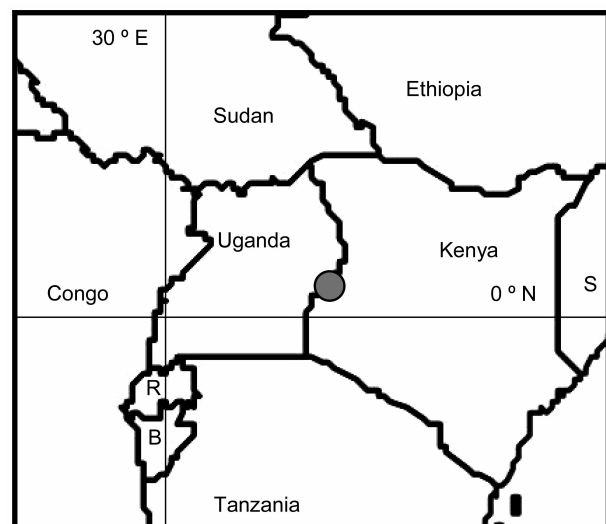 30 º E
Ethiopia
Sudan
Uganda
Kenya
S
Congo
0 º N
R
B
Tanzania